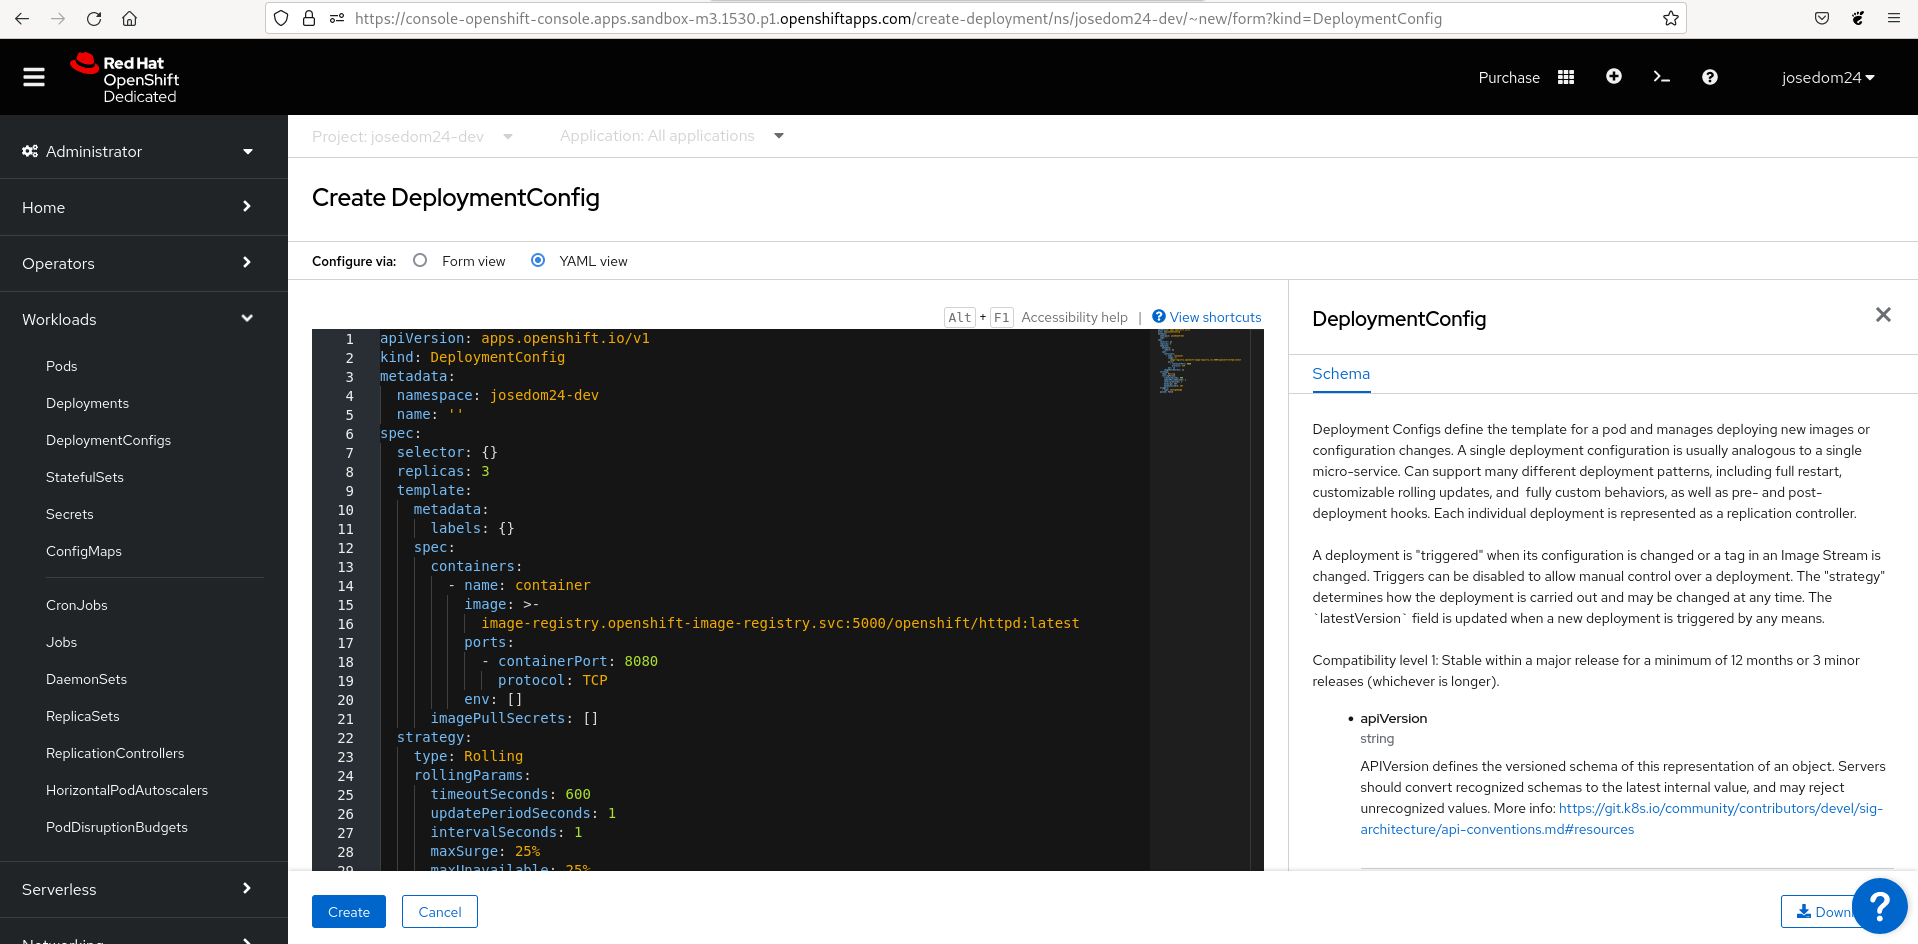 https://console-openshift-console.apps.sandbox-m3.1530.p1.openshiftapps.com/create-deployment/ns/josedom24-dev/~new/form?kind=DeploymentConfig
Red Hat
OpenShift
Dedicated
Purchase
josedom24
Administrator
Home
Operators
Workloads
Pods
Deployments
DeploymentConfigs
StatefulSets
Secrets
ConfigMaps
CronJobs
Jobs
DaemonSets
ReplicaSets
ReplicationControllers
HorizontalPodAutoscalers
PodDisruptionBudgets
Serverless
Networking
Project: josedom24-dev
Application: All applications
Create DeploymentConfig
Configure via: Form view YAML view
Alt + F1 Accessibility help | View shortcuts
1 apiVersion: apps.openshift.io/v1
2 kind: DeploymentConfig
3 metadata:
4 namespace: josedom24-dev
5 name: ''
6 spec:
7 selector: {}
8 replicas: 3
9 template:
10 metadata:
11 labels: {}
12 spec:
13 containers:
14 - name: container
15 image: >-
16 image-registry.openshift-image-registry.svc:5000/openshift/httpd:latest
17 ports:
18 - containerPort: 8080
19 protocol: TCP
20 env: []
21 imagePullSecrets: []
22 strategy:
23 type: Rolling
24 rollingParams:
25 timeoutSeconds: 600
26 updatePeriodSeconds: 1
27 intervalSeconds: 1
28 maxSurge: 25%
29 maxUnavailable: 25%
Create
Cancel
DeploymentConfig
Schema
Deployment Configs define the template for a pod and manages deploying new images or
configuration changes. A single deployment configuration is usually analogous to a single
micro-service. Can support many different deployment patterns, including full restart,
customizable rolling updates, and fully custom behaviors, as well as pre- and post-
deployment hooks. Each individual deployment is represented as a replication controller.
A deployment is "triggered" when its configuration is changed or a tag in an Image Stream is
changed. Triggers can be disabled to allow manual control over a deployment. The "strategy"
determines how the deployment is carried out and may be changed at any time. The
`latestVersion` field is updated when a new deployment is triggered by any means.
Compatibility level 1: Stable within a major release for a minimum of 12 months or 3 minor
releases (whichever is longer).
• apiVersion
string
APIVersion defines the versioned schema of this representation of an object. Servers
should convert recognized schemas to the latest internal value, and may reject
unrecognized values. More info: https://git.k8s.io/community/contributors/devel/sig-
architecture/api-conventions.md#resources
Down